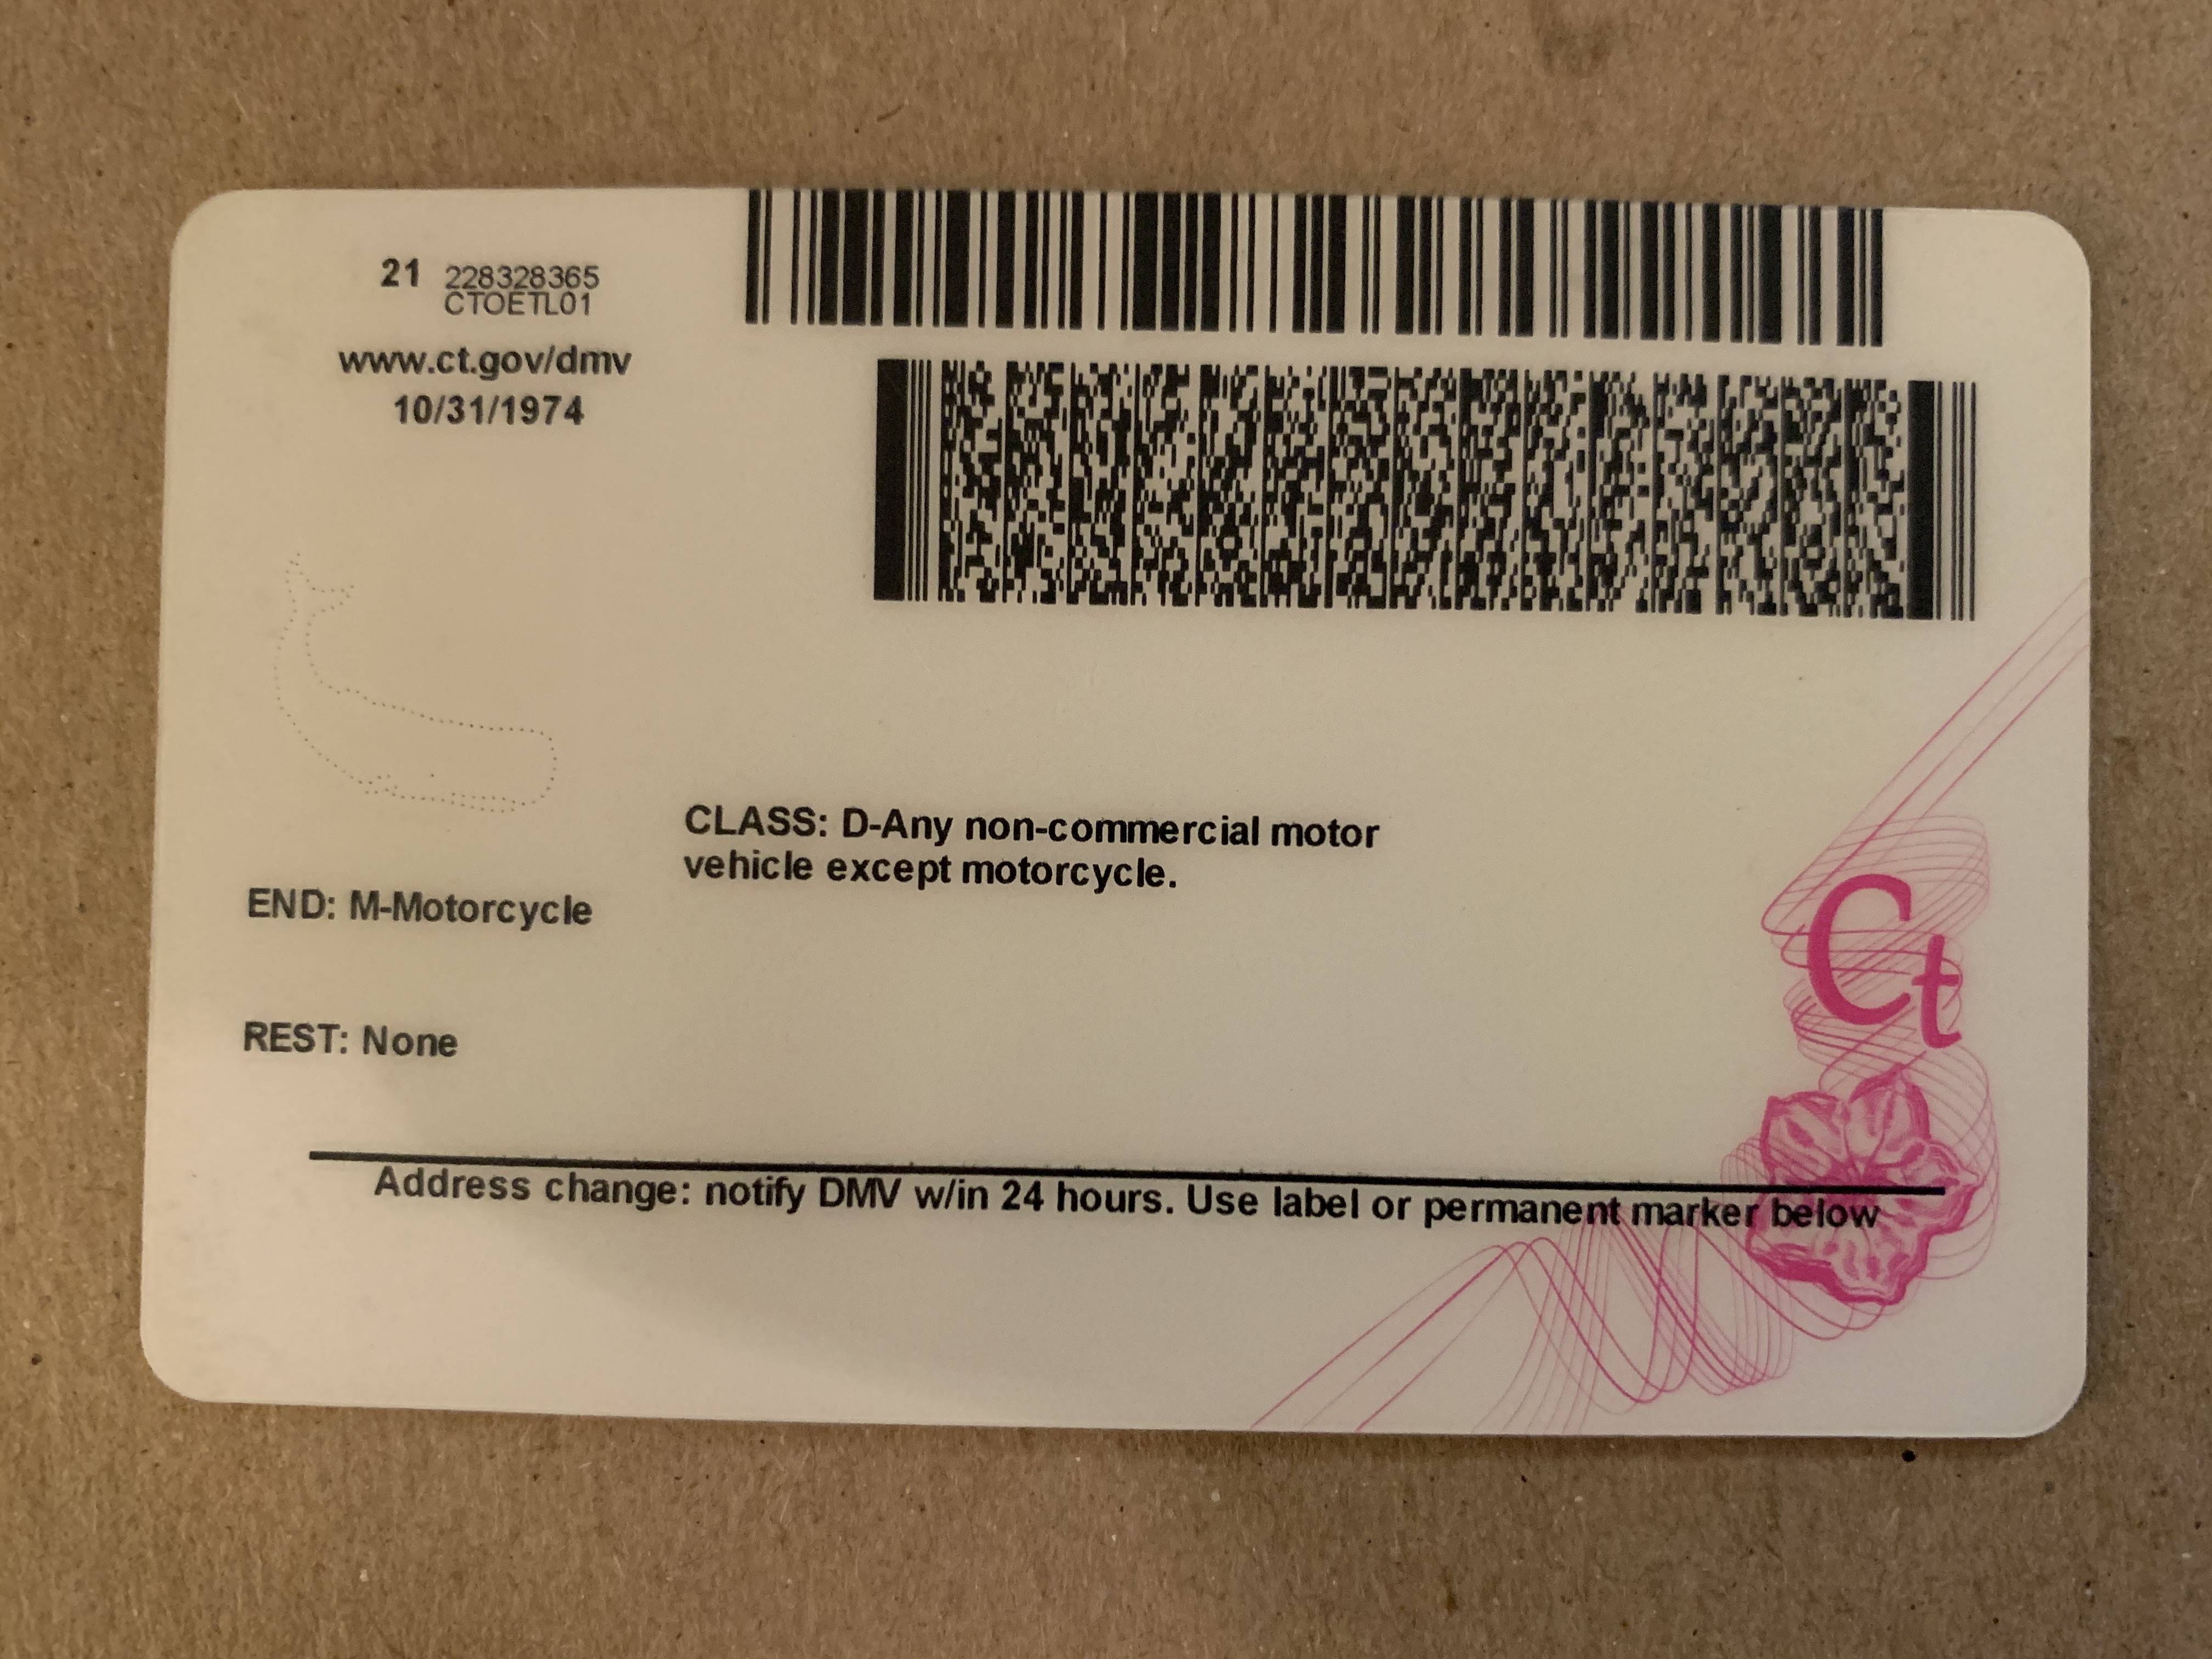 21 228328365
CTOETL01
www.ct.gov/dmv
10/31/1974
CLASS: D-Any non-commercial motor
vehicle except motorcycle.
END: M-Motorcycle
REST: None
Ct
Address change: notify DMV w/in 24 hours. Use label or permanent marker below